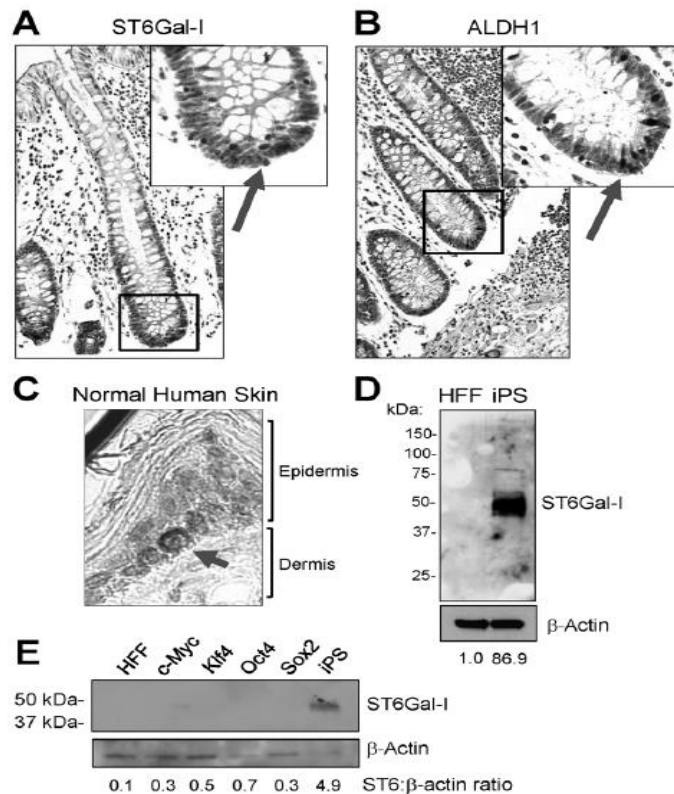 A ST6Gal-I
B ALDH1
C Normal Human Skin
Epidermis
Dermis
D HFF iPS
kDa:
150-
100-
75-
50-
37-
25-
ST6Gal-I
β-Actin
1.0 86.9
E HFF c-Myc Klf4 Oct4 Sox2 iPS
50 kDa-
37 kDa-
ST6Gal-I
β-Actin
0.1 0.3 0.5 0.7 0.3 4.9 ST6:β-actin ratio